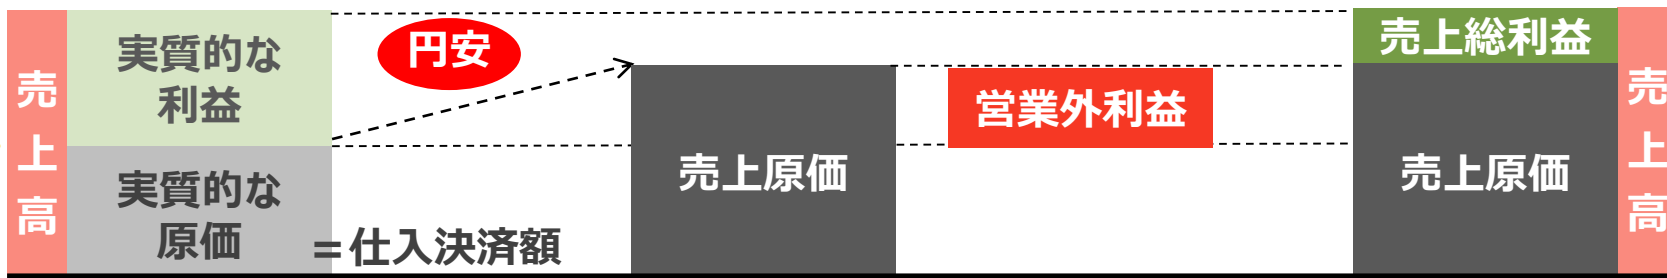 売上高
実質的な
利益
実質的な
原価
＝仕入決済額
円安
売上原価
営業外利益
売上総利益
売上原価
売上高